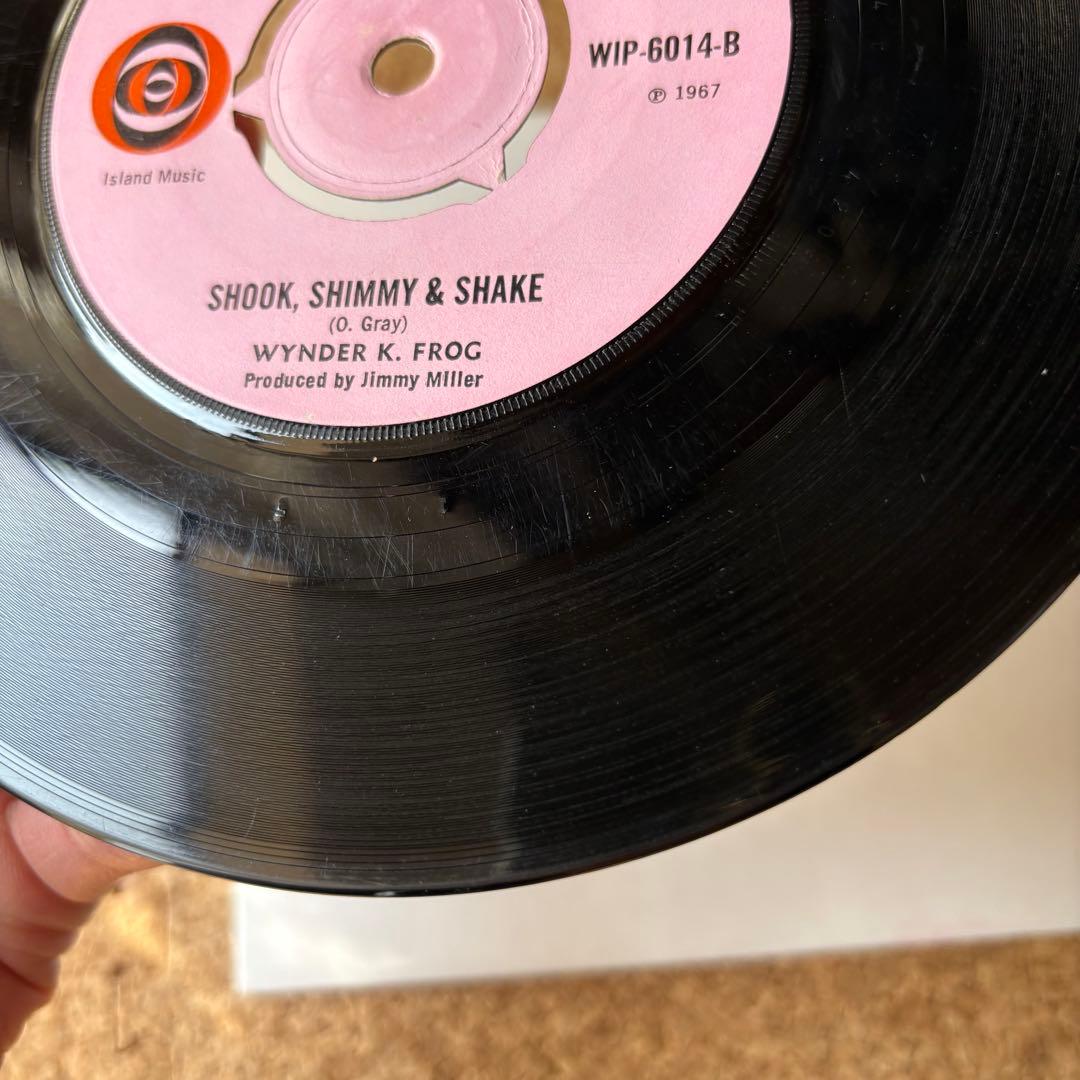 WIP-6014-B
℗ 1967
Island Music
SHOOK, SHIMMY & SHAKE
(O. Gray)
WYNDER K. FROG
Produced by Jimmy Miller